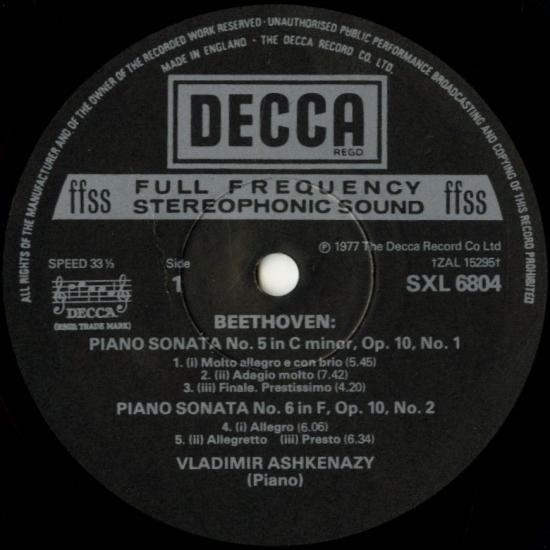 ALL RIGHTS OF THE MANUFACTURER AND OF THE OWNER OF THE RECORDED WORK RESERVED · UNAUTHORISED PUBLIC PERFORMANCE BROADCASTING AND COPYING OF THIS RECORD PROHIBITED
MADE IN ENGLAND · THE DECCA RECORD CO. LTD.
DECCA
REGD
ffss FULL FREQUENCY ffss
STEREOPHONIC SOUND
℗ 1977 The Decca Record Co Ltd
SPEED 33⅓ Side †ZAL 15295†
1 SXL 6804
DECCA
(REGD. TRADE MARK)
BEETHOVEN:
PIANO SONATA No. 5 in C minor, Op. 10, No. 1
1. (i) Molto allegro e con brio (5.45)
2. (ii) Adagio molto (7.42)
3. (iii) Finale. Prestissimo (4.20)
PIANO SONATA No. 6 in F, Op. 10, No. 2
4. (i) Allegro (6.06)
5. (ii) Allegretto (iii) Presto (6.34)
VLADIMIR ASHKENAZY
(Piano)